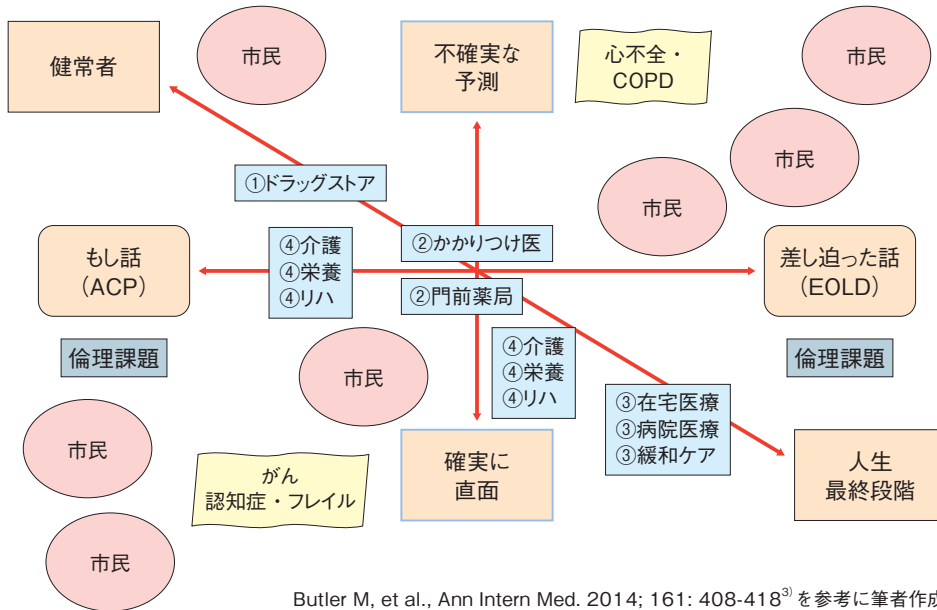 健常者
市民
不確実な
予測
心不全・
COPD
市民
市民
市民
①ドラッグストア
もし話
(ACP)
④介護
④栄養
④リハ
②かかりつけ医
②門前薬局
差し迫った話
(EOLD)
倫理課題
倫理課題
市民
④介護
④栄養
④リハ
③在宅医療
③病院医療
③緩和ケア
市民
がん
認知症・フレイル
確実に
直面
人生
最終段階
市民
Butler M, et al., Ann Intern Med. 2014; 161: 408-418³⁾ を参考に筆者作成